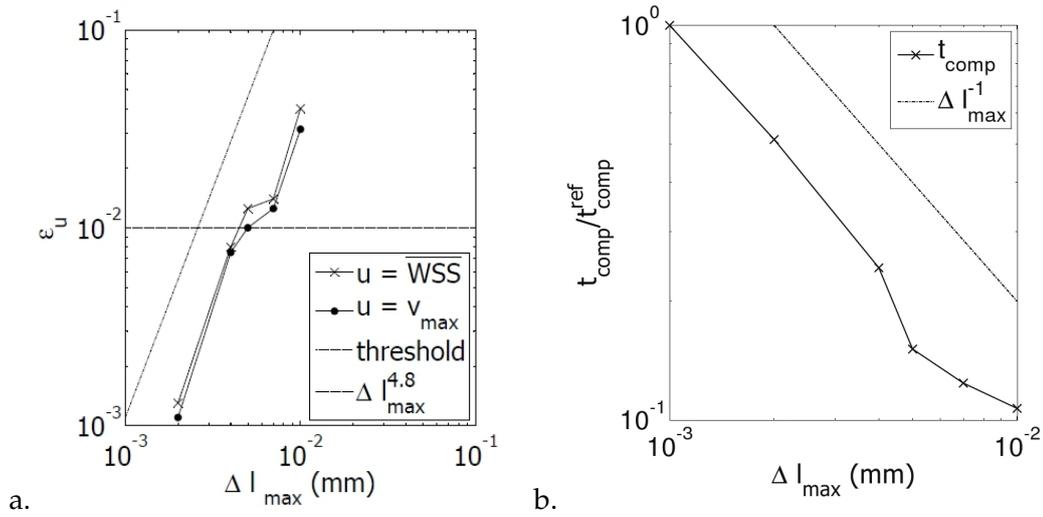 a.
10^-1
10^-2
10^-3
ε_u
10^-3
10^-2
10^-1
Δ l_max (mm)
u = WSS
u = v_max
threshold
Δ l_max^4.8
b.
10^0
10^-1
t_comp/t_comp^ref
10^-3
10^-2
Δ l_max (mm)
t_comp
Δ l_max^-1